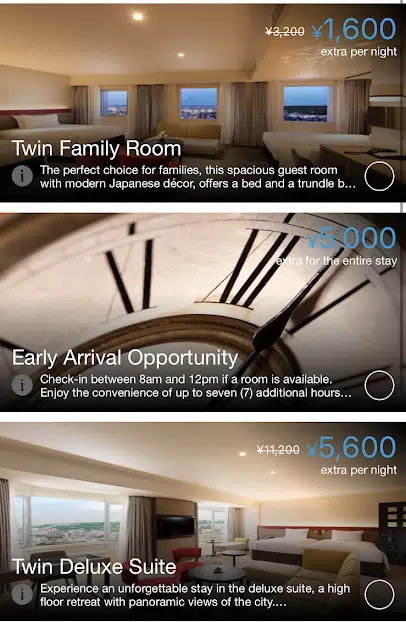 ¥3,200 ¥1,600
extra per night
Twin Family Room
The perfect choice for families, this spacious guest room
with modern Japanese décor, offers a bed and a trundle b...
¥5,000
extra for the entire stay
Early Arrival Opportunity
Check-in between 8am and 12pm if a room is available.
Enjoy the convenience of up to seven (7) additional hours...
¥11,200 ¥5,600
extra per night
Twin Deluxe Suite
Experience an unforgettable stay in the deluxe suite, a high
floor retreat with panoramic views of the city....